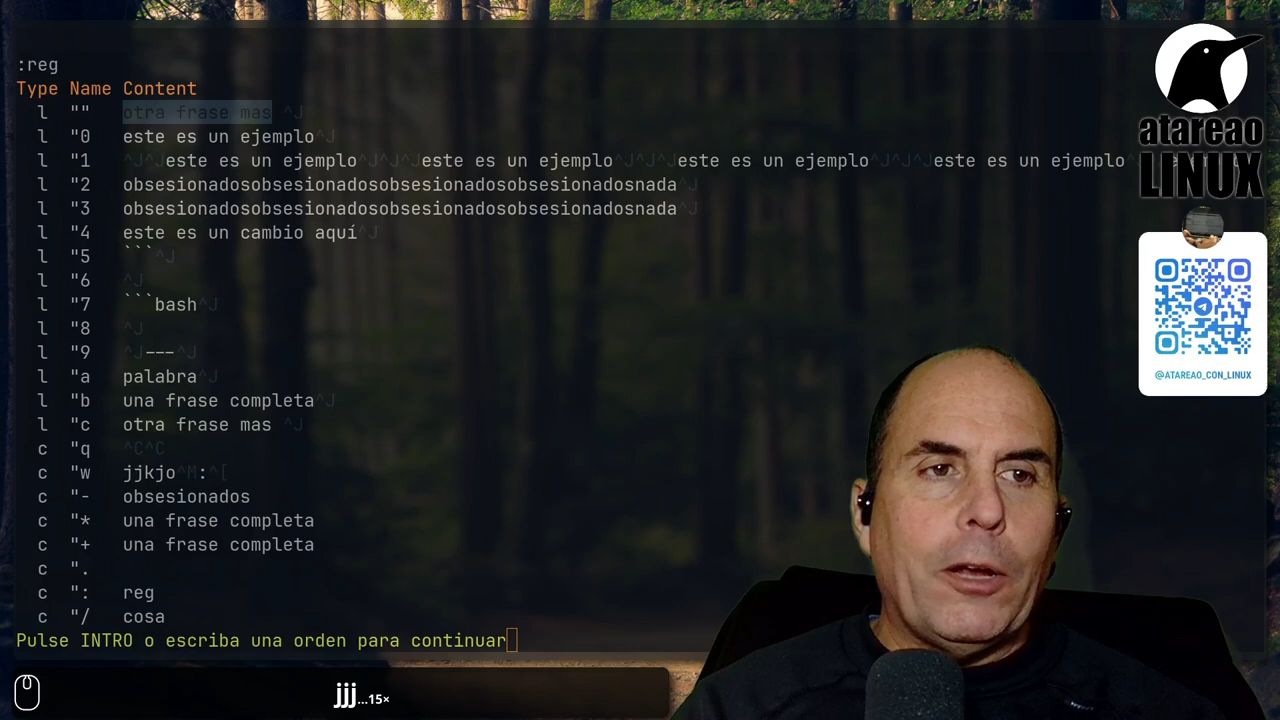 :reg
Type Name Content
l "" otra frase mas ^J
l "0 este es un ejemplo^J
l "1 ^J^Jeste es un ejemplo^J^J^Jeste es un ejemplo^J^J^Jeste es un ejemplo^J^J^Jeste es un ejemplo^
l "2 obsesionadosobsesionadosobsesionadosobsesionadosnada^J
l "3 obsesionadosobsesionadosobsesionadosobsesionadosnada^J
l "4 este es un cambio aquí^J
l "5 ```^J
l "6 ^J
l "7 ```bash^J
l "8 ^J
l "9 ^J---^J
l "a palabra^J
l "b una frase completa^J
l "c otra frase mas ^J
c "q ^C^C
c "w jjkjo^M:^[
c "- obsesionados
c "* una frase completa
c "+ una frase completa
c ".
c ": reg
c "/ cosa
Pulse INTRO o escriba una orden para continuar
jjj...15×
atareao
LINUX
@ATAREAO_CON_LINUX